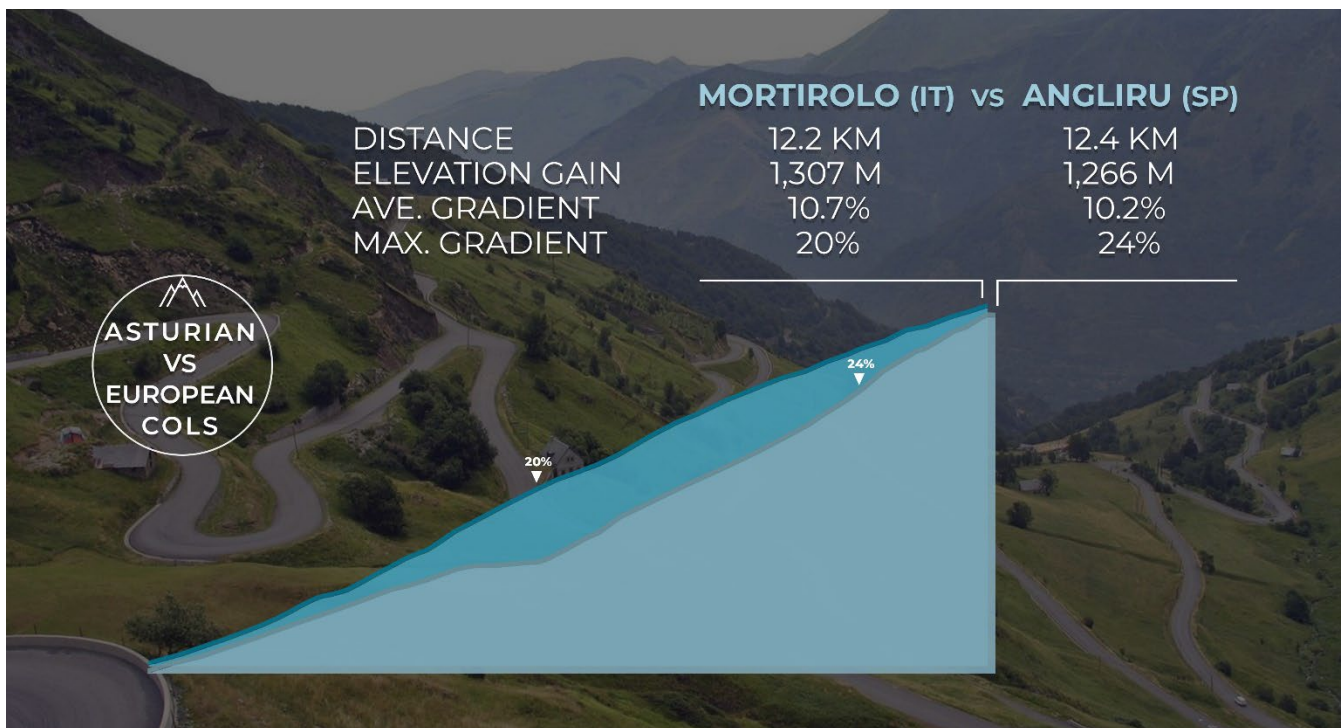 MORTIROLO (IT) VS ANGLIRU (SP)
DISTANCE 12.2 KM 12.4 KM
ELEVATION GAIN 1,307 M 1,266 M
AVE. GRADIENT 10.7% 10.2%
MAX. GRADIENT 20% 24%
ASTURIAN
VS
EUROPEAN
COLS
24%
20%